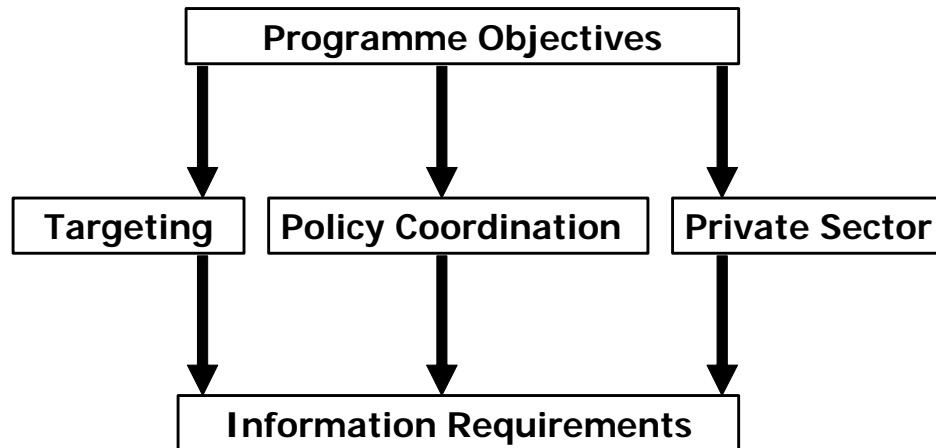 Programme Objectives
Targeting
Policy Coordination
Private Sector
Information Requirements